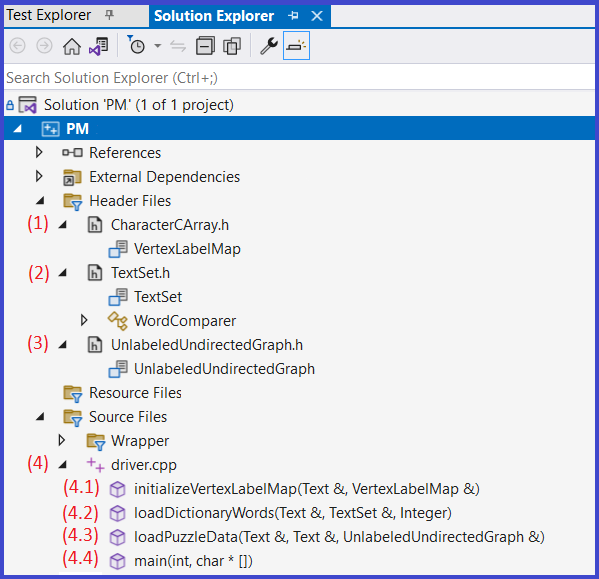 Test Explorer Solution Explorer
Search Solution Explorer (Ctrl+;)
Solution 'PM' (1 of 1 project)
PM
References
External Dependencies
Header Files
(1) CharacterCArray.h
VertexLabelMap
(2) TextSet.h
TextSet
WordComparer
(3) UnlabeledUndirectedGraph.h
UnlabeledUndirectedGraph
Resource Files
Source Files
Wrapper
(4) driver.cpp
(4.1) initializeVertexLabelMap(Text &, VertexLabelMap &)
(4.2) loadDictionaryWords(Text &, TextSet &, Integer)
(4.3) loadPuzzleData(Text &, Text &, UnlabeledUndirectedGraph &)
(4.4) main(int, char * [])